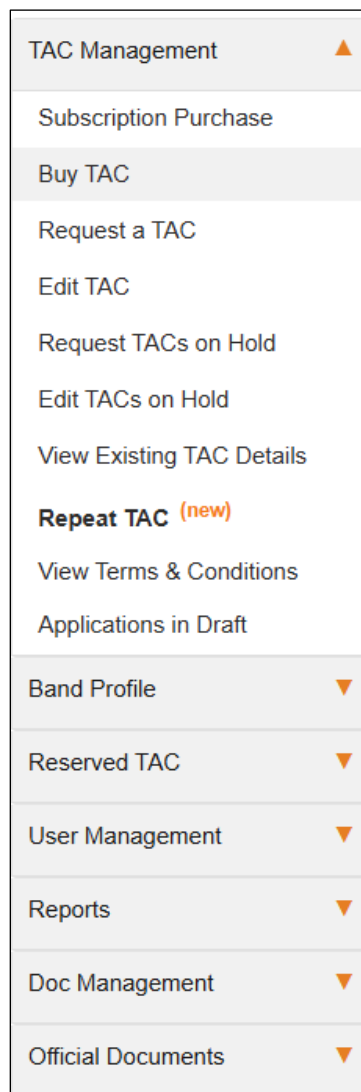 TAC Management
Subscription Purchase
Buy TAC
Request a TAC
Edit TAC
Request TACs on Hold
Edit TACs on Hold
View Existing TAC Details
Repeat TAC (new)
View Terms & Conditions
Applications in Draft
Band Profile
Reserved TAC
User Management
Reports
Doc Management
Official Documents